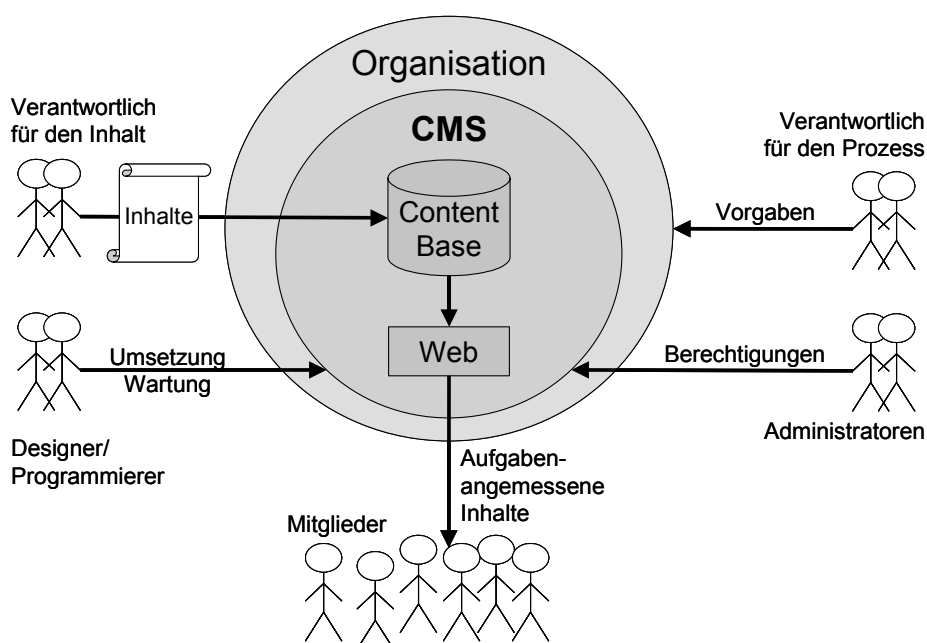 Organisation
CMS
Verantwortlich
für den Inhalt
Inhalte
Content
Base
Verantwortlich
für den Prozess
Vorgaben
Web
Umsetzung
Wartung
Designer/
Programmierer
Berechtigungen
Administratoren
Aufgaben-
angemessene
Inhalte
Mitglieder